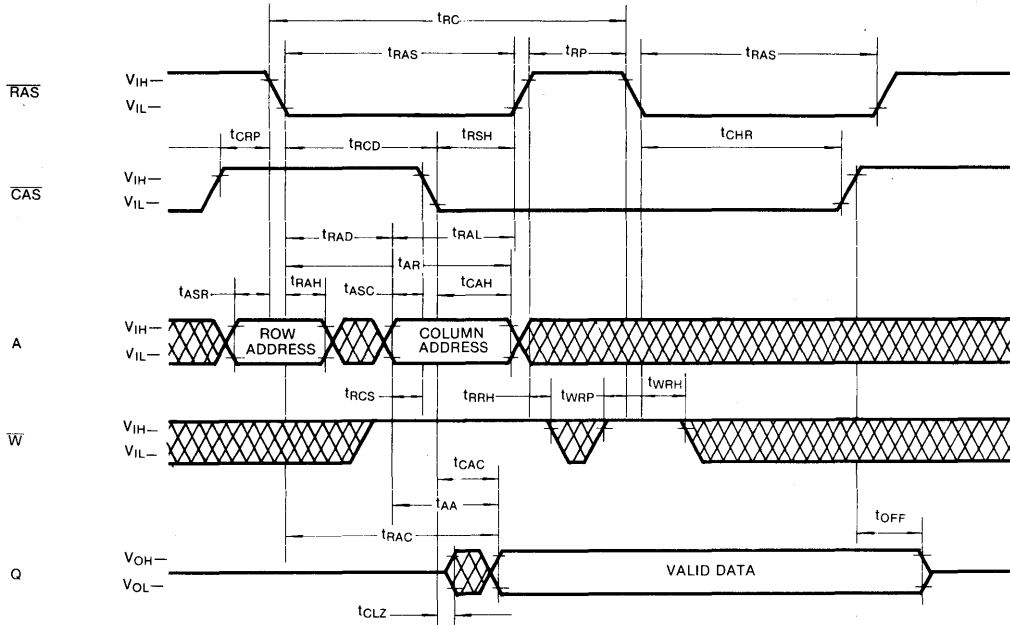 tRC
tRAS tRP tRAS
RAS VIH
VIL
tCRP tRCD tRSH tCHR
CAS VIH
VIL
tRAD tRAL
tAR
tASR tRAH tASC tCAH
A VIH
VIL
ROW ADDRESS
COLUMN ADDRESS
tRCS tRRH tWRP tWRH
W VIH
VIL
tCAC
tAA
tRAC tOFF
Q VOH
VOL
VALID DATA
tCLZ